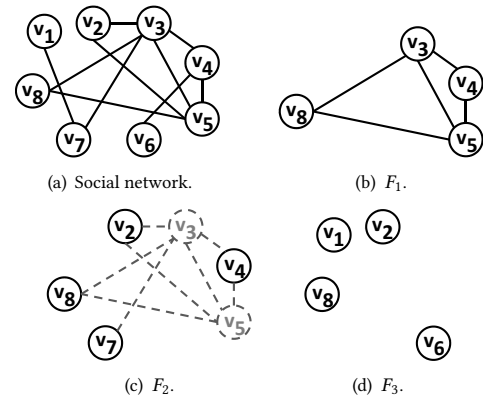 v1 v2 v3
v4
v8 v5
v7 v6
(a) Social network.
v3
v4
v8
v5
(b) F1.
v2 v3
v4
v8
v5
v7
(c) F2.
v1 v2
v8
v6
(d) F3.